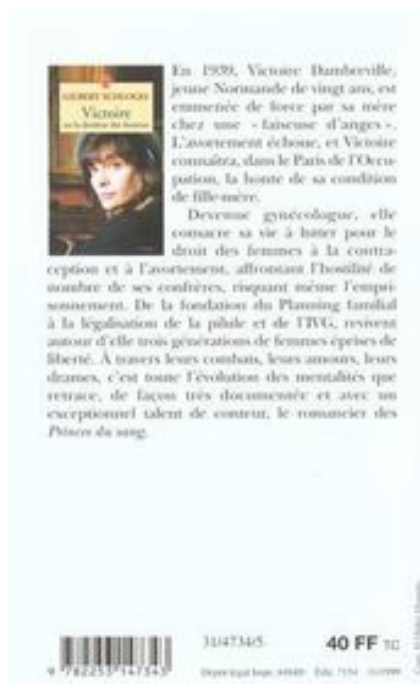 GILBERT SCHLOGEL
Victoire
ou la douleur des femmes
En 1939, Victoire Damberville,
jeune Normande de vingt ans, est
emmenée de force par sa mère
chez une « faiseuse d'anges ».
L'avortement échoue, et Victoire
connaîtra, dans le Paris de l'Occu-
pation, la honte de sa condition
de fille-mère.
Devenue gynécologue, elle
consacre sa vie à lutter pour le
droit des femmes à la contra-
ception et à l'avortement, affrontant l'hostilité de
nombre de ses confrères, risquant même l'empri-
sonnement. De la fondation du Planning familial
à la légalisation de la pilule et de l'IVG, revivent
autour d'elle trois générations de femmes éprises de
liberté. À travers leurs combats, leurs amours, leurs
drames, c'est toute l'évolution des mentalités que
retrace, de façon très documentée et avec un
exceptionnel talent de conteur, le romancier des
Princes du sang.
31/4734/5
40 FF TC
9 782253 147343
Dépôt légal Impr.